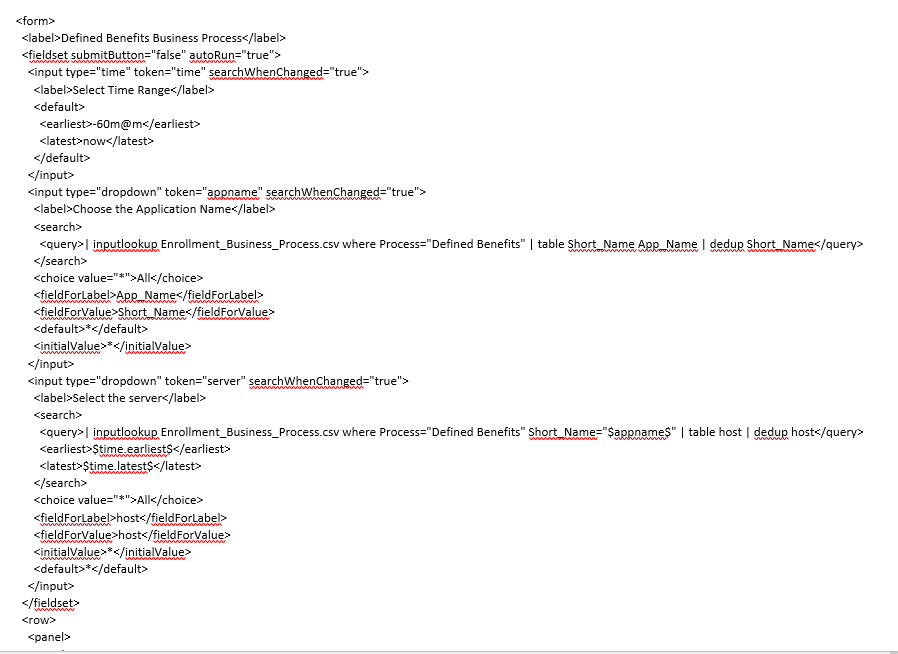 <form>
<label>Defined Benefits Business Process</label>
<fieldset submitButton="false" autoRun="true">
<input type="time" token="time" searchWhenChanged="true">
<label>Select Time Range</label>
<default>
<earliest>-60m@m</earliest>
<latest>now</latest>
</default>
</input>
<input type="dropdown" token="appname" searchWhenChanged="true">
<label>Choose the Application Name</label>
<search>
<query>| inputlookup Enrollment_Business_Process.csv where Process="Defined Benefits" | table Short_Name App_Name | dedup Short_Name</query>
</search>
<choice value="*">All</choice>
<fieldForLabel>App_Name</fieldForLabel>
<fieldForValue>Short_Name</fieldForValue>
<default>*</default>
<initialValue>*</initialValue>
</input>
<input type="dropdown" token="server" searchWhenChanged="true">
<label>Select the server</label>
<search>
<query>| inputlookup Enrollment_Business_Process.csv where Process="Defined Benefits" Short_Name="$appname$" | table host | dedup host</query>
<earliest>$time.earliest$</earliest>
<latest>$time.latest$</latest>
</search>
<choice value="*">All</choice>
<fieldForLabel>host</fieldForLabel>
<fieldForValue>host</fieldForValue>
<initialValue>*</initialValue>
<default>*</default>
</input>
</fieldset>
<row>
<panel>